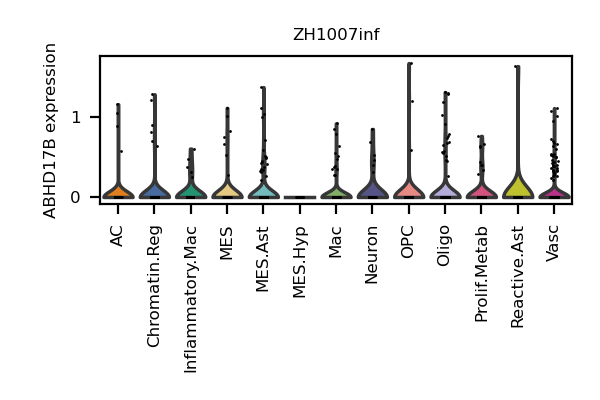 ZH1007inf
ABHD17B expression
1
0
AC
Chromatin.Reg
Inflammatory.Mac
MES
MES.Ast
MES.Hyp
Mac
Neuron
OPC
Oligo
Prolif.Metab
Reactive.Ast
Vasc